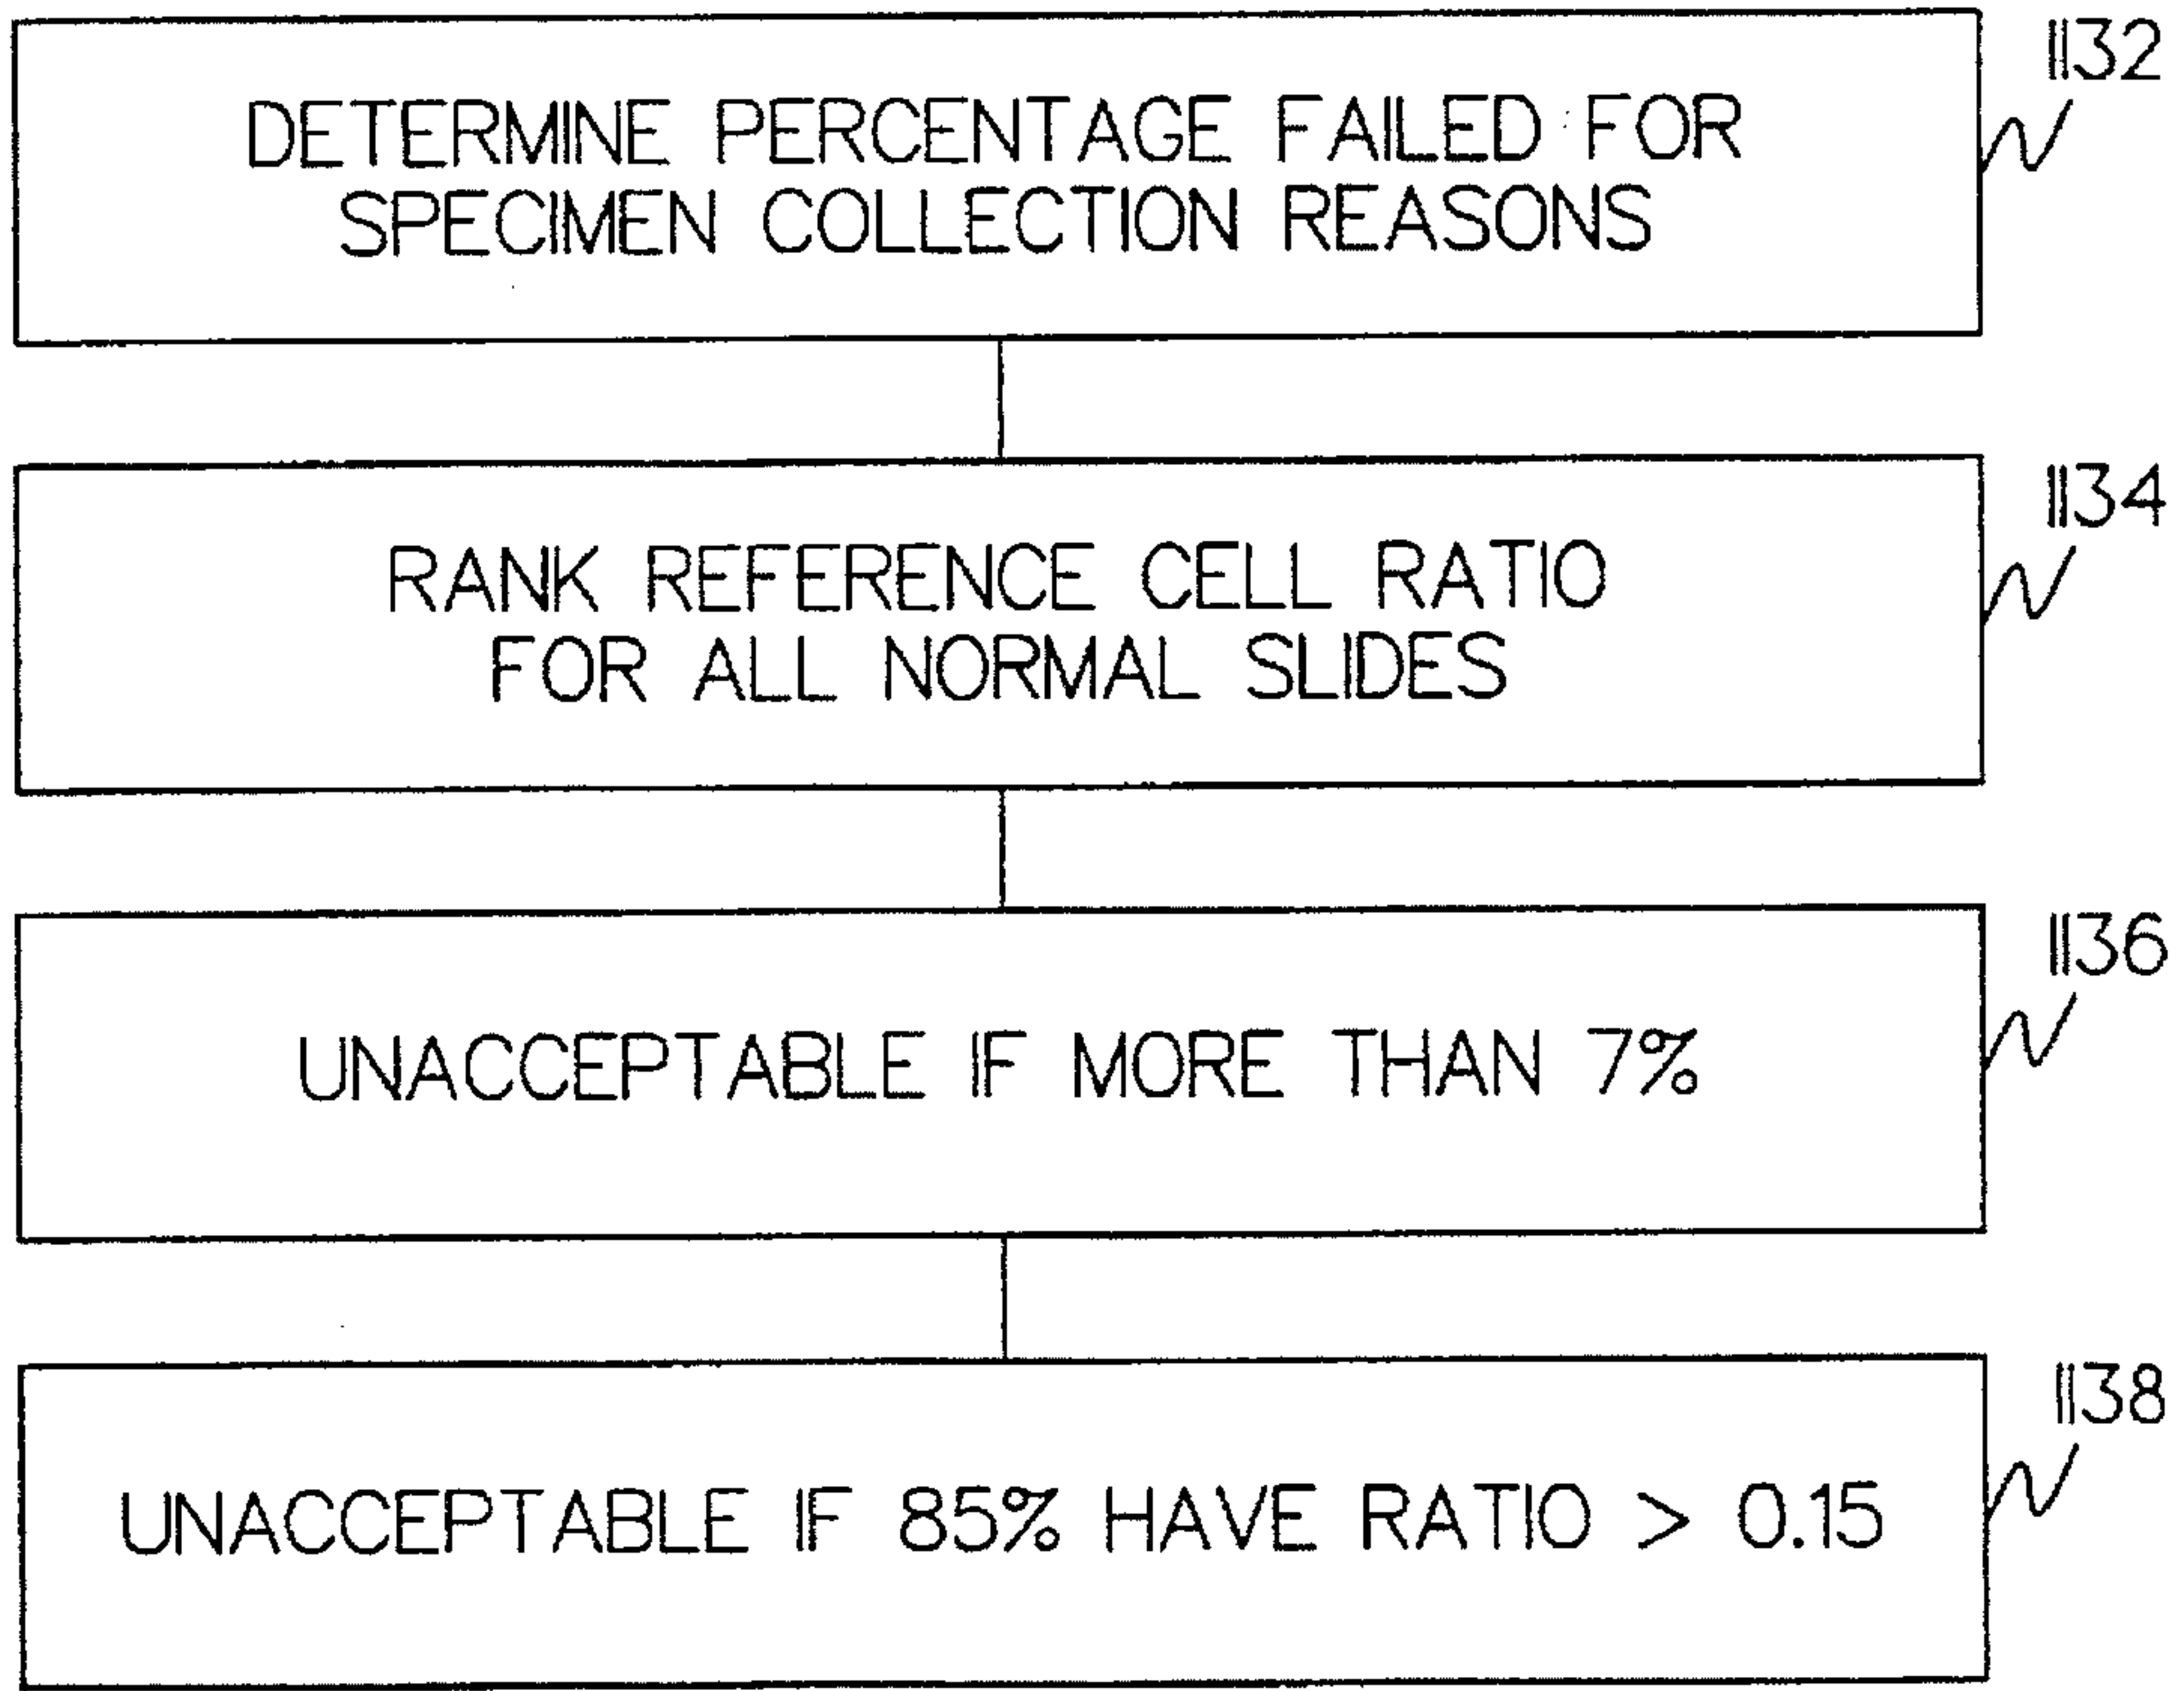 1132
DETERMINE PERCENTAGE FAILED FOR
SPECIMEN COLLECTION REASONS
1134
RANK REFERENCE CELL RATIO
FOR ALL NORMAL SLIDES
1136
UNACCEPTABLE IF MORE THAN 7%
1138
UNACCEPTABLE IF 85% HAVE RATIO > 0.15